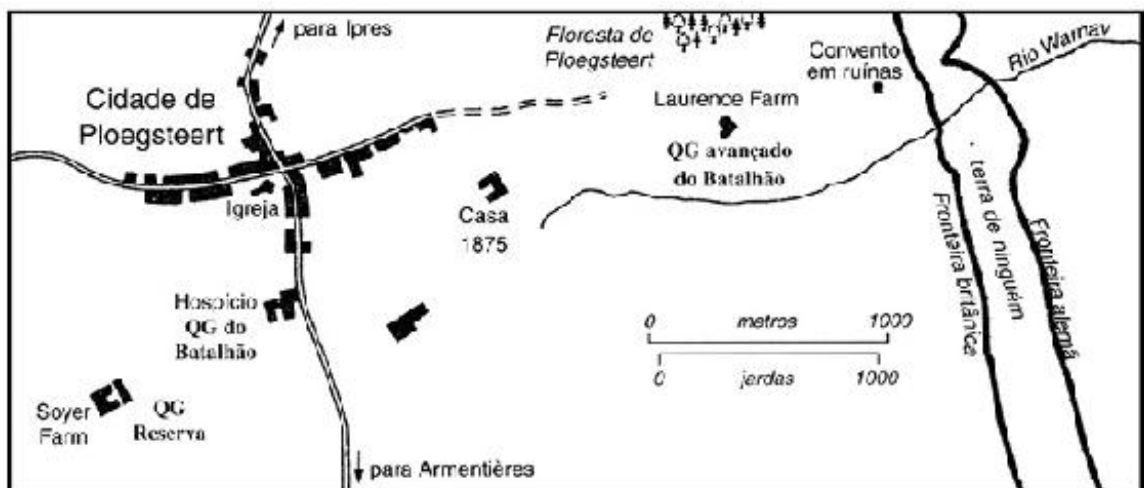 para Ipres
Cidade de
Ploegsteert
Igreja
Hospício
QG do
Batalhão
Soyer
Farm
QG
Reserva
para Armentières
Casa
1875
Floresta de
Ploegsteert
Laurence Farm
QG avançado
do Batalhão
Convento
em ruínas
Rio Warnav
Fronteira britânica
terra de ninguém
Fronteira alemã
0 metros 1000
0 jerdas 1000